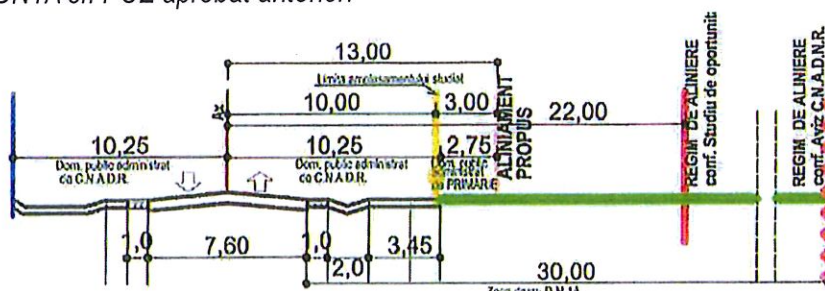 PUZ aprobat anterior:
13,00
Limita amplasamentului studiat
Ax
10,00
3,00
22,00
10,25
10,25
2,75
Dom. public administrat
de C.N.A.D.R.
Dom. public administrat
de C.N.A.D.R.
Dom. public
administrat
de PRIMARIE
ALINIAMENT
PROPUS
REGIM DE ALINIERE
conf. Studiu de oportunit
REGIM DE ALINIERE
conf. Aviz C.N.A.D.N.R.
1,0
7,60
1,0
2,0
3,45
30,00